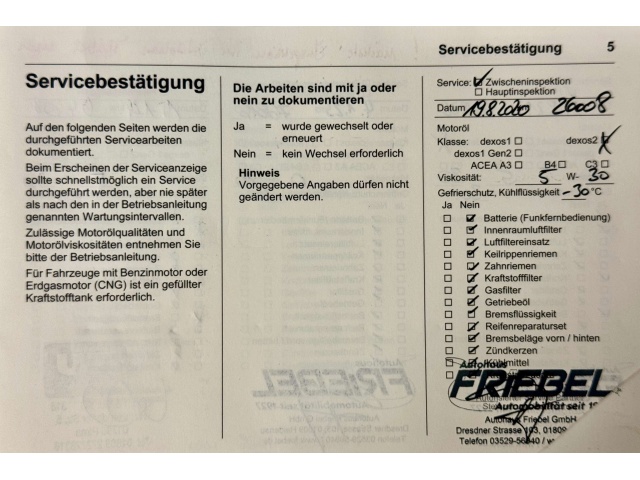 Servicebestätigung 5
Servicebestätigung
Auf den folgenden Seiten werden die
durchgeführten Servicearbeiten
dokumentiert.
Beim Erscheinen der Serviceanzeige
sollte schnellstmöglich ein Service
durchgeführt werden, aber nie später
als nach den in der Betriebsanleitung
genannten Wartungsintervallen.
Zulässige Motorölqualitäten und
Motorölviskositäten entnehmen Sie
bitte der Betriebsanleitung.
Für Fahrzeuge mit Benzinmotor oder
Erdgasmotor (CNG) ist ein gefüllter
Kraftstofftank erforderlich.
Die Arbeiten sind mit ja oder
nein zu dokumentieren
Ja = wurde gewechselt oder
erneuert
Nein = kein Wechsel erforderlich
Hinweis
Vorgegebene Angaben dürfen nicht
geändert werden.
Service: Zwischeninspektion
Hauptinspektion
Datum 19.8.2020 26008
Motoröl
Klasse: dexos1 dexos2
dexos1 Gen2
ACEA A3 B4 C3
Viskosität: 5 W- 30
Gefrierschutz, Kühlflüssigkeit -30 °C
Ja Nein
Batterie (Funkfernbedienung)
Innenraumluftfilter
Luftfiltereinsatz
Keilrippenriemen
Zahnriemen
Kraftstofffilter
Gasfilter
Getriebeöl
Bremsflüssigkeit
Reifenreparaturset
Bremsbeläge vorn / hinten
Zündkerzen
Kühlmittel
Autohaus
FRIEBEL
Automobilität seit
Autohaus Friebel GmbH
Dresdner Strasse 103, 01809
Telefon 03529-56